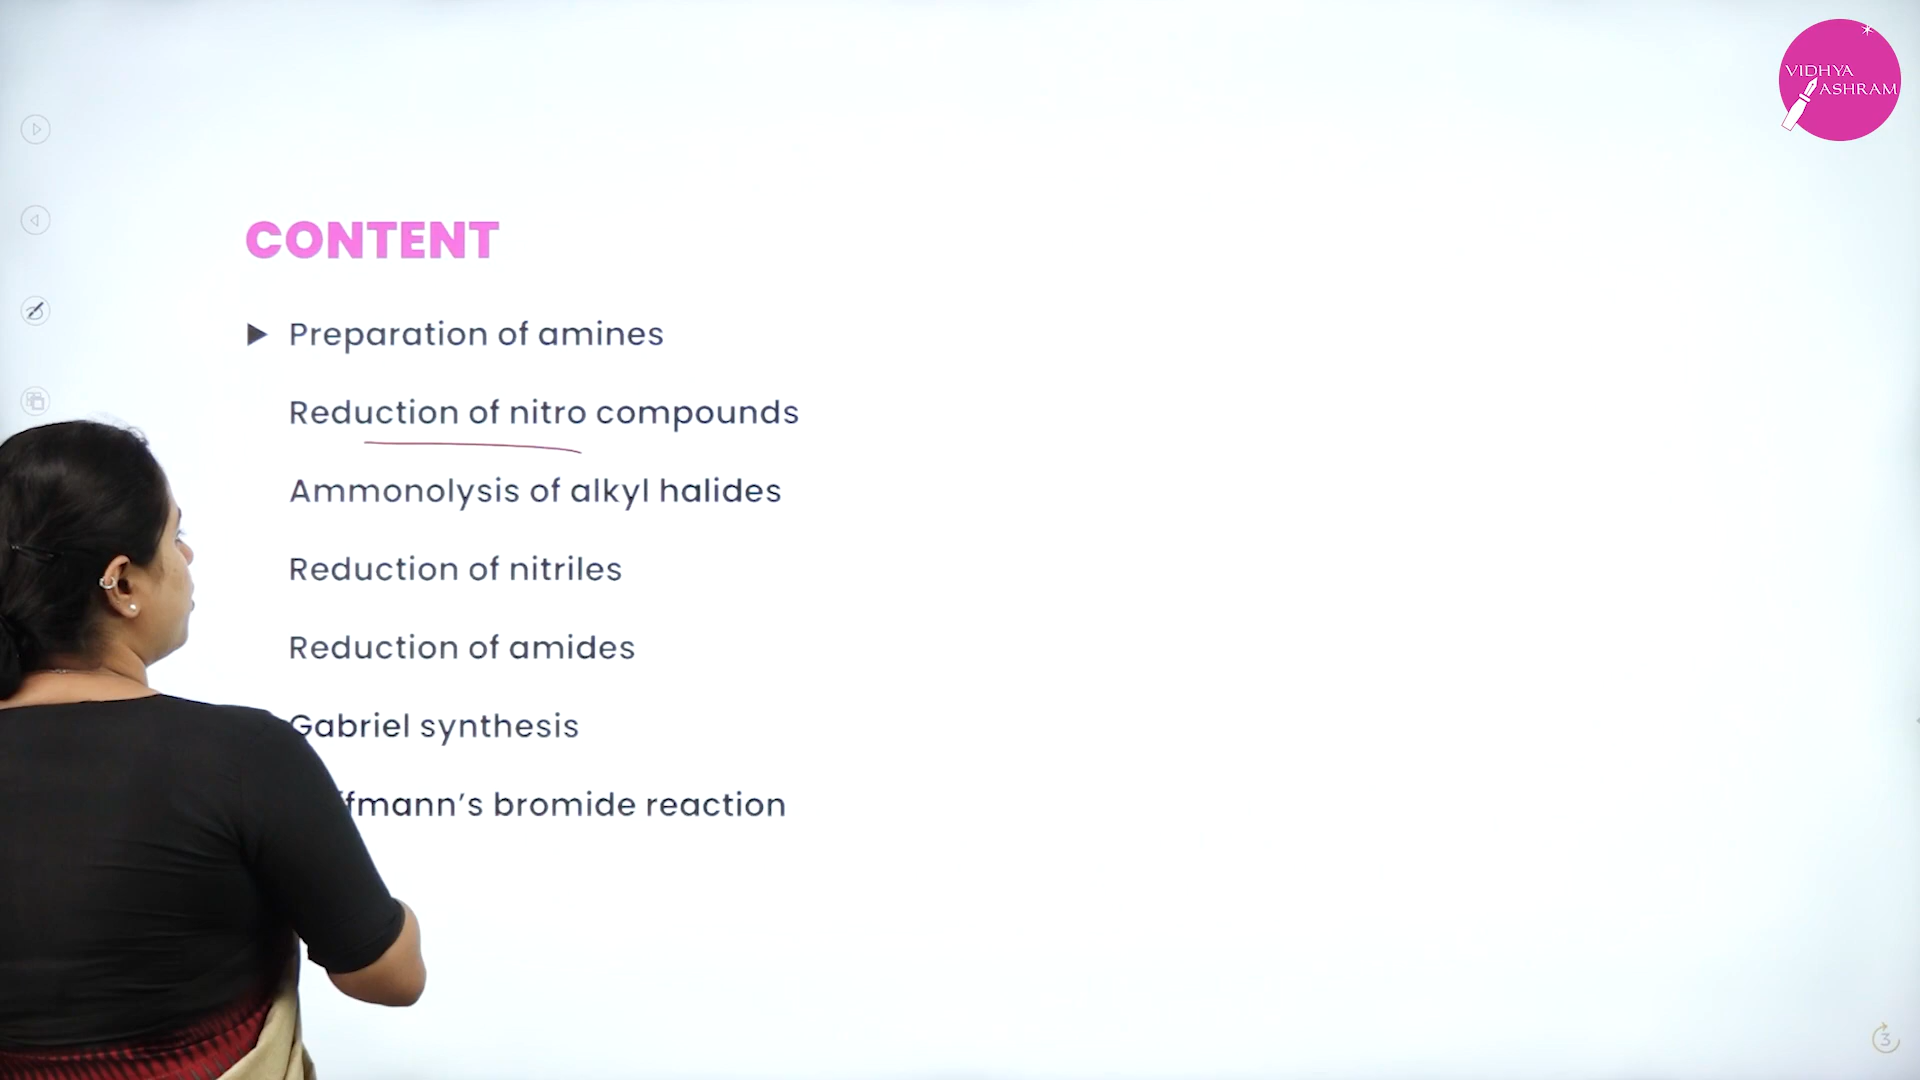 VIDHYA
ASHRAM
CONTENT
Preparation of amines
Reduction of nitro compounds
Ammonolysis of alkyl halides
Reduction of nitriles
Reduction of amides
Gabriel synthesis
fmann’s bromide reaction
3